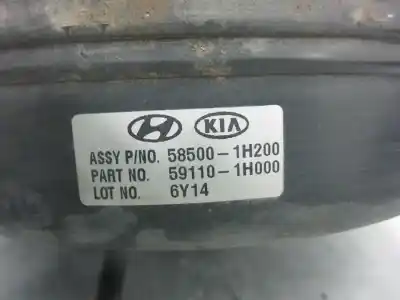 KIA
ASSY P/NO. 58500-1H200
PART NO. 59110-1H000
LOT NO. 6Y14